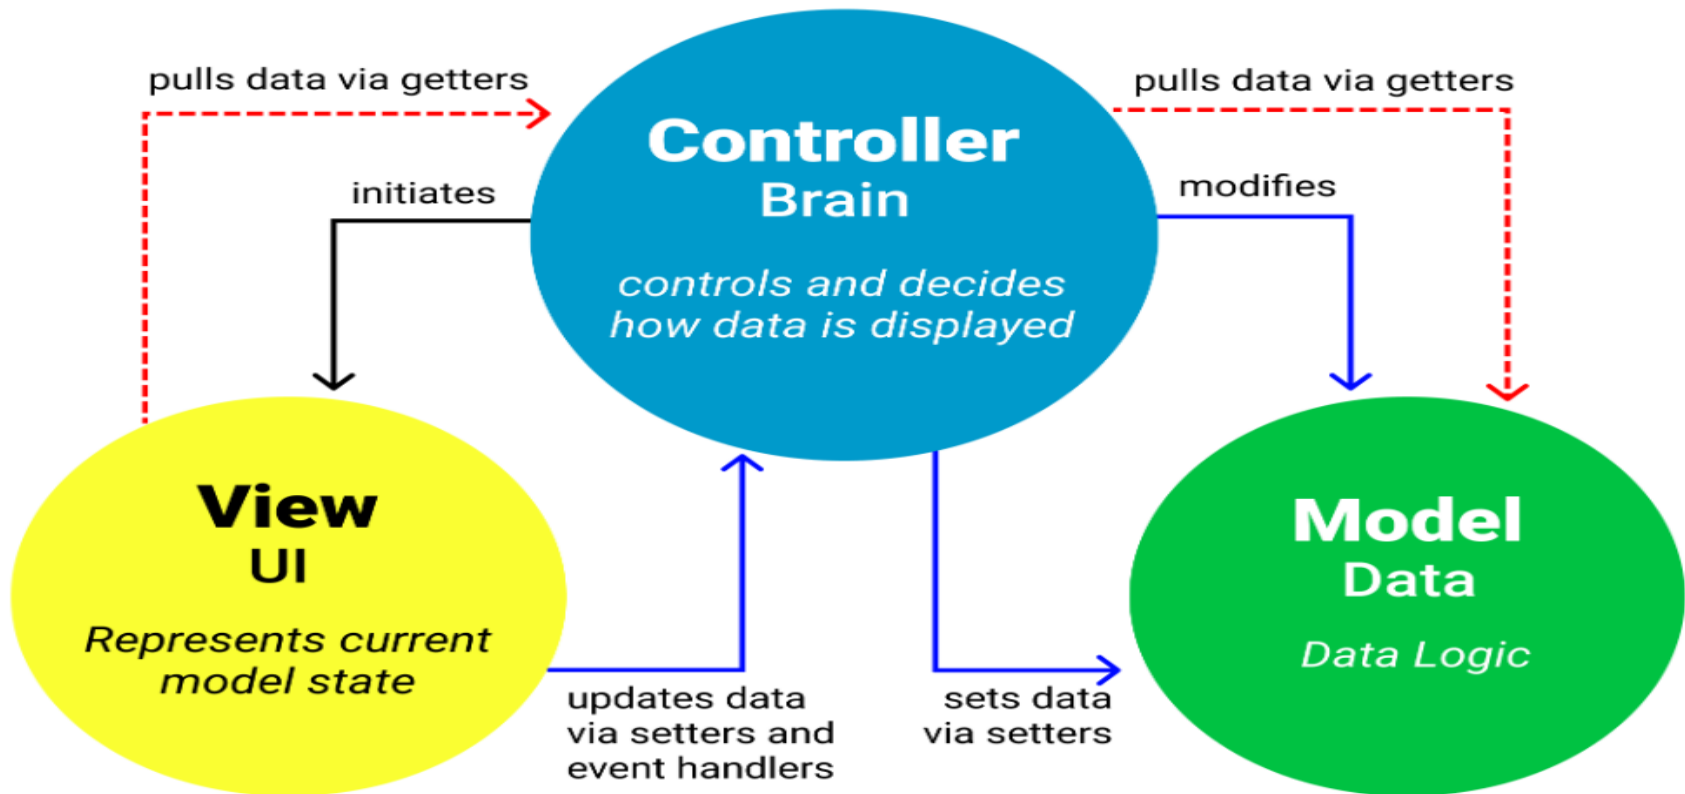 pulls data via getters
pulls data via getters
Controller
Brain
initiates
modifies
controls and decides
how data is displayed
View
UI
Represents current
model state
Model
Data
Data Logic
updates data
via setters and
event handlers
sets data
via setters